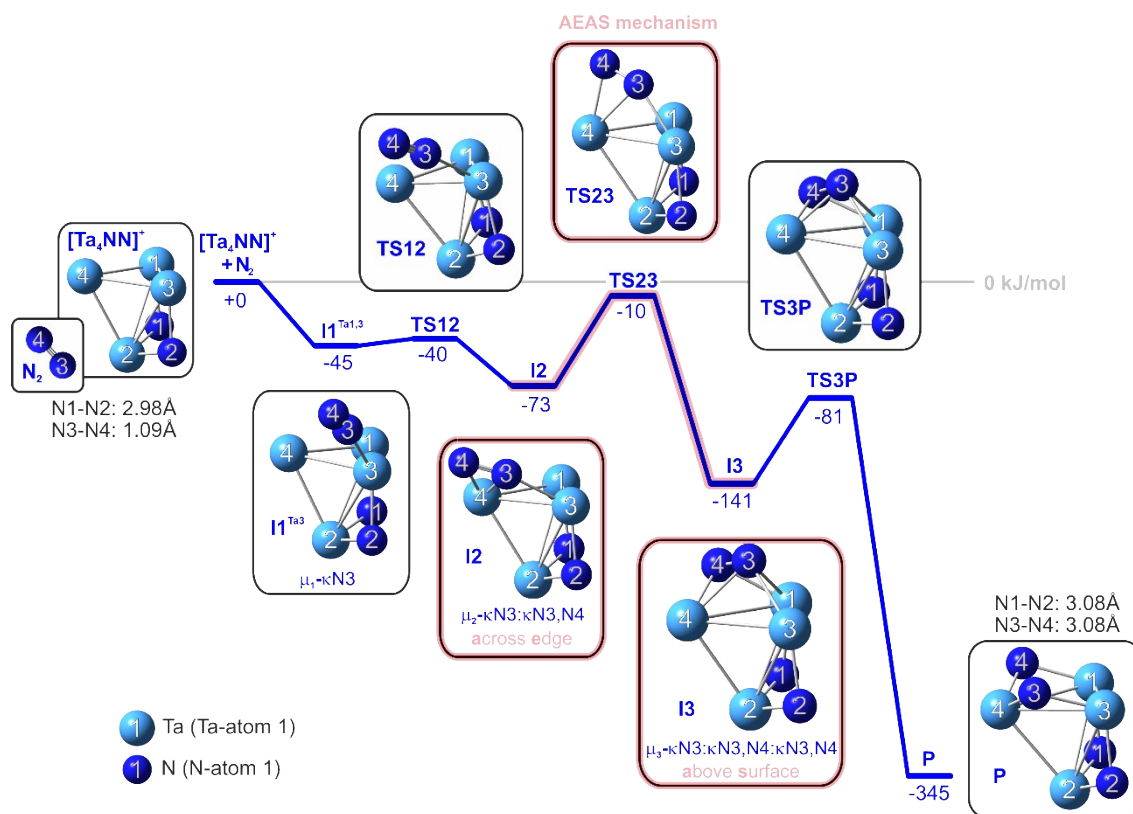 AEAS mechanism
4
3
1
4
3
TS23
1
2
2
4
3
1
4
3
1
TS12
2
2
4
3
4
1
3
TS3P
1
2
2
[Ta₄NN]⁺
4
1
3
1
2
2
4
3
N₂
N1-N2: 2.98Å
N3-N4: 1.09Å
[Ta₄NN]⁺
+ N₂
+0
0 kJ/mol
I1^Ta1,3
-45
TS12
-40
I2
-73
TS23
-10
I3
-141
TS3P
-81
P
-345
4
3
1
4
3
1
2
2
I1^Ta3
μ₁-κN3
4
3
4
1
3
1
2
2
I2
μ₂-κN3:κN3,N4
across edge
4
3
1
4
3
1
2
2
I3
μ₃-κN3:κN3,N4:κN3,N4
above surface
N1-N2: 3.08Å
N3-N4: 3.08Å
4
3
1
4
3
1
2
2
P
1 Ta (Ta-atom 1)
1 N (N-atom 1)